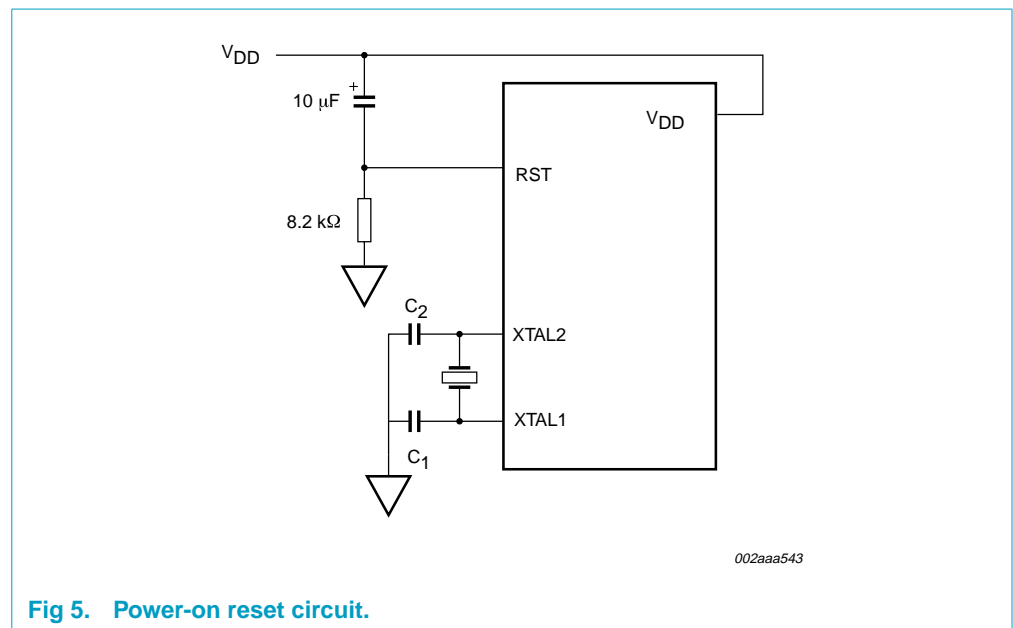 VDD
+
10 μF
VDD
RST
8.2 kΩ
C2
XTAL2
XTAL1
C1
002aaa543
Fig 5. Power-on reset circuit.